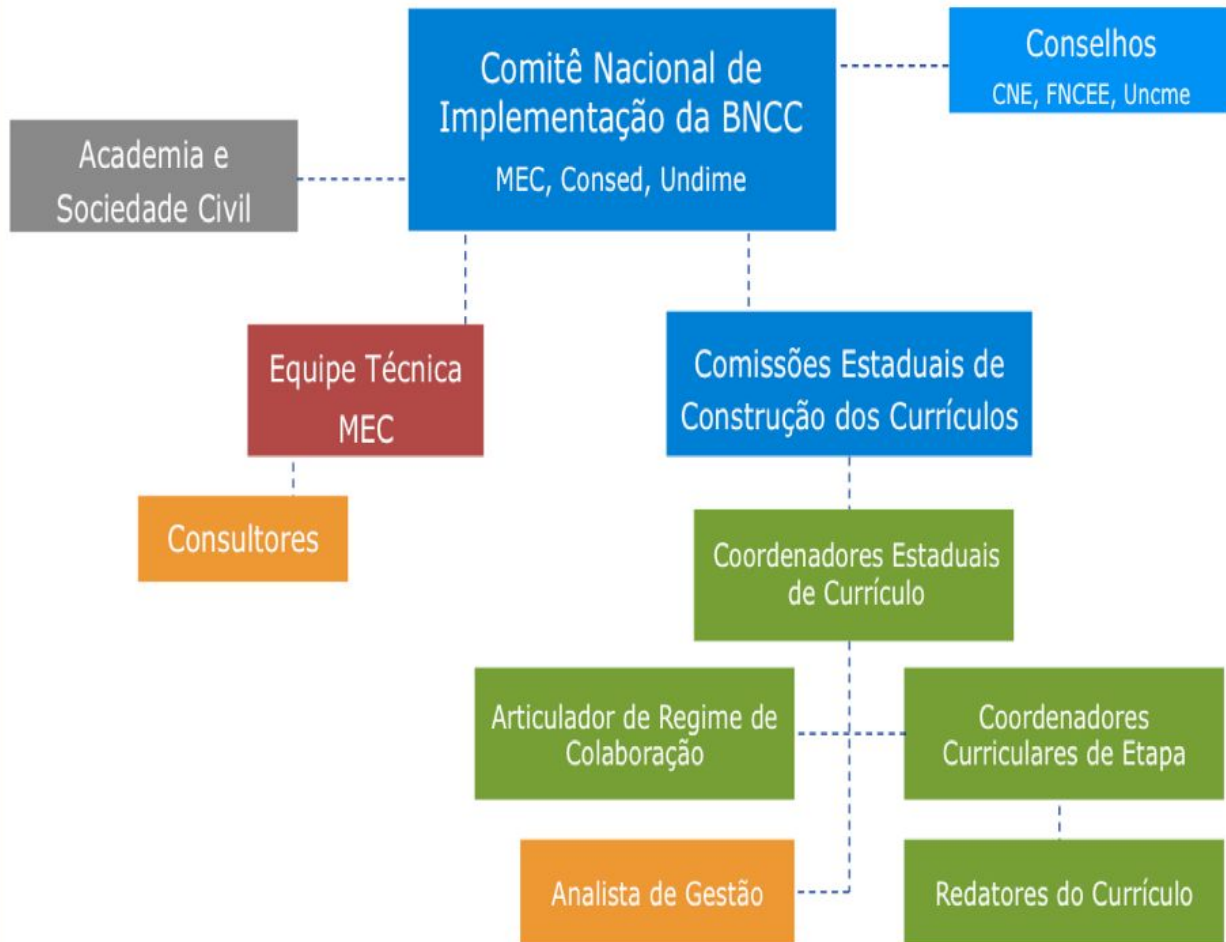 Comitê Nacional de
Implementação da BNCC
MEC, Consed, Undime
Conselhos
CNE, FNCEE, Uncme
Academia e
Sociedade Civil
Equipe Técnica
MEC
Comissões Estaduais de
Construção dos Currículos
Consultores
Coordenadores Estaduais
de Currículo
Articulador de Regime de
Colaboração
Coordenadores
Curriculares de Etapa
Analista de Gestão
Redatores do Currículo